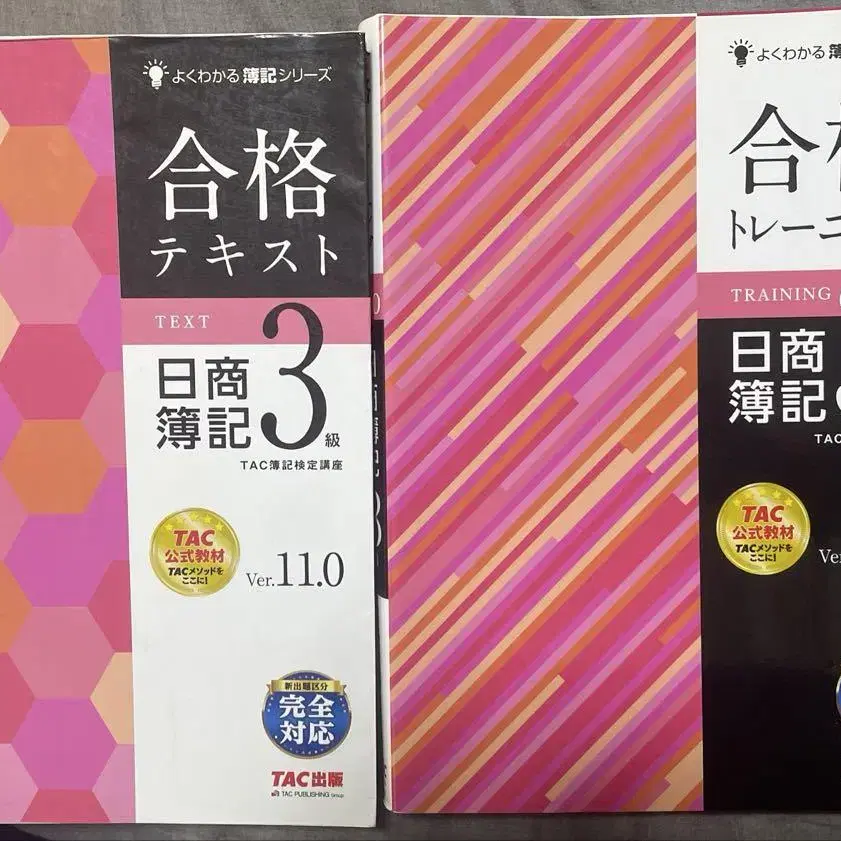 よくわかる簿記シリーズ
合格
テキスト
TEXT
日商
簿記
3
級
TAC簿記検定講座
TAC
公式教材
TACメソッドを
ここに!
Ver.11.0
新出題区分
完全
対応
TAC出版
TAC PUBLISHING Group
よくわかる簿
合
トレーニ
TRAINING
日商
簿記
TAC
TAC
公式教材
TACメソッドを
ここに!